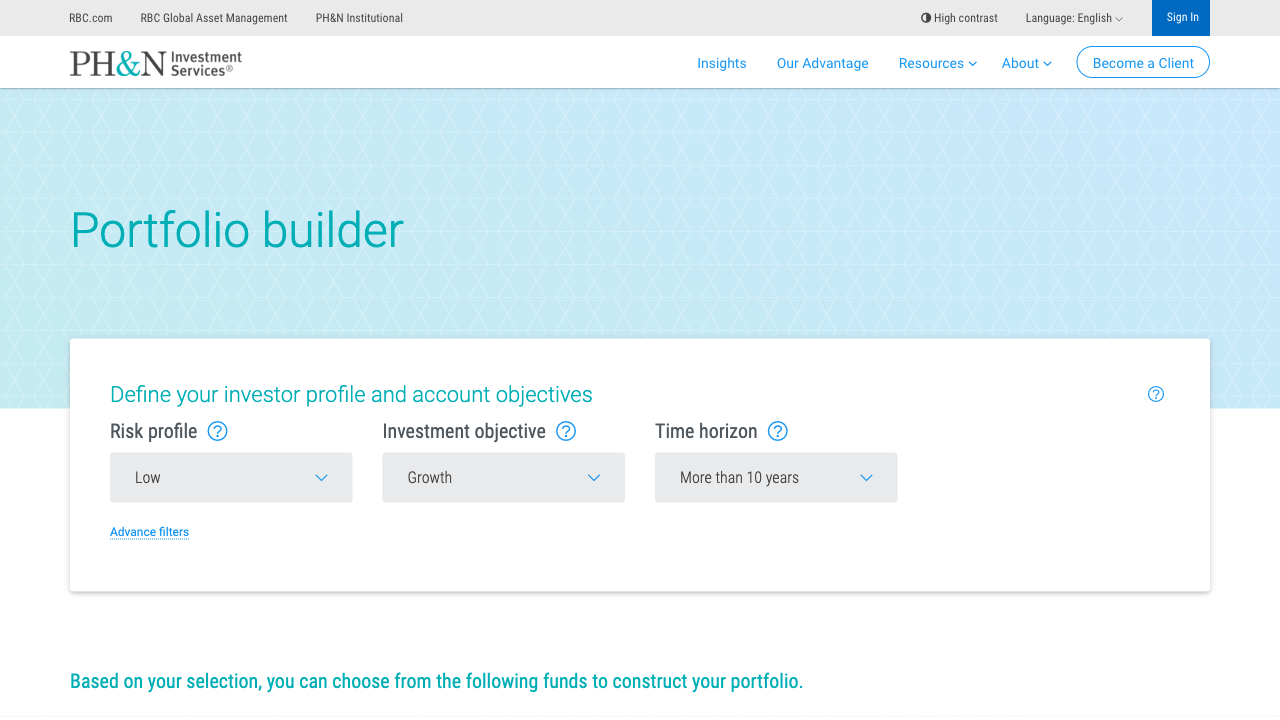 RBC.com RBC Global Asset Management PH&N Institutional High contrast Language: English Sign In
PH&N Investment Services®
Insights Our Advantage Resources About Become a Client
Portfolio builder
Define your investor profile and account objectives
Risk profile Investment objective Time horizon
Low Growth More than 10 years
Advance filters
Based on your selection, you can choose from the following funds to construct your portfolio.